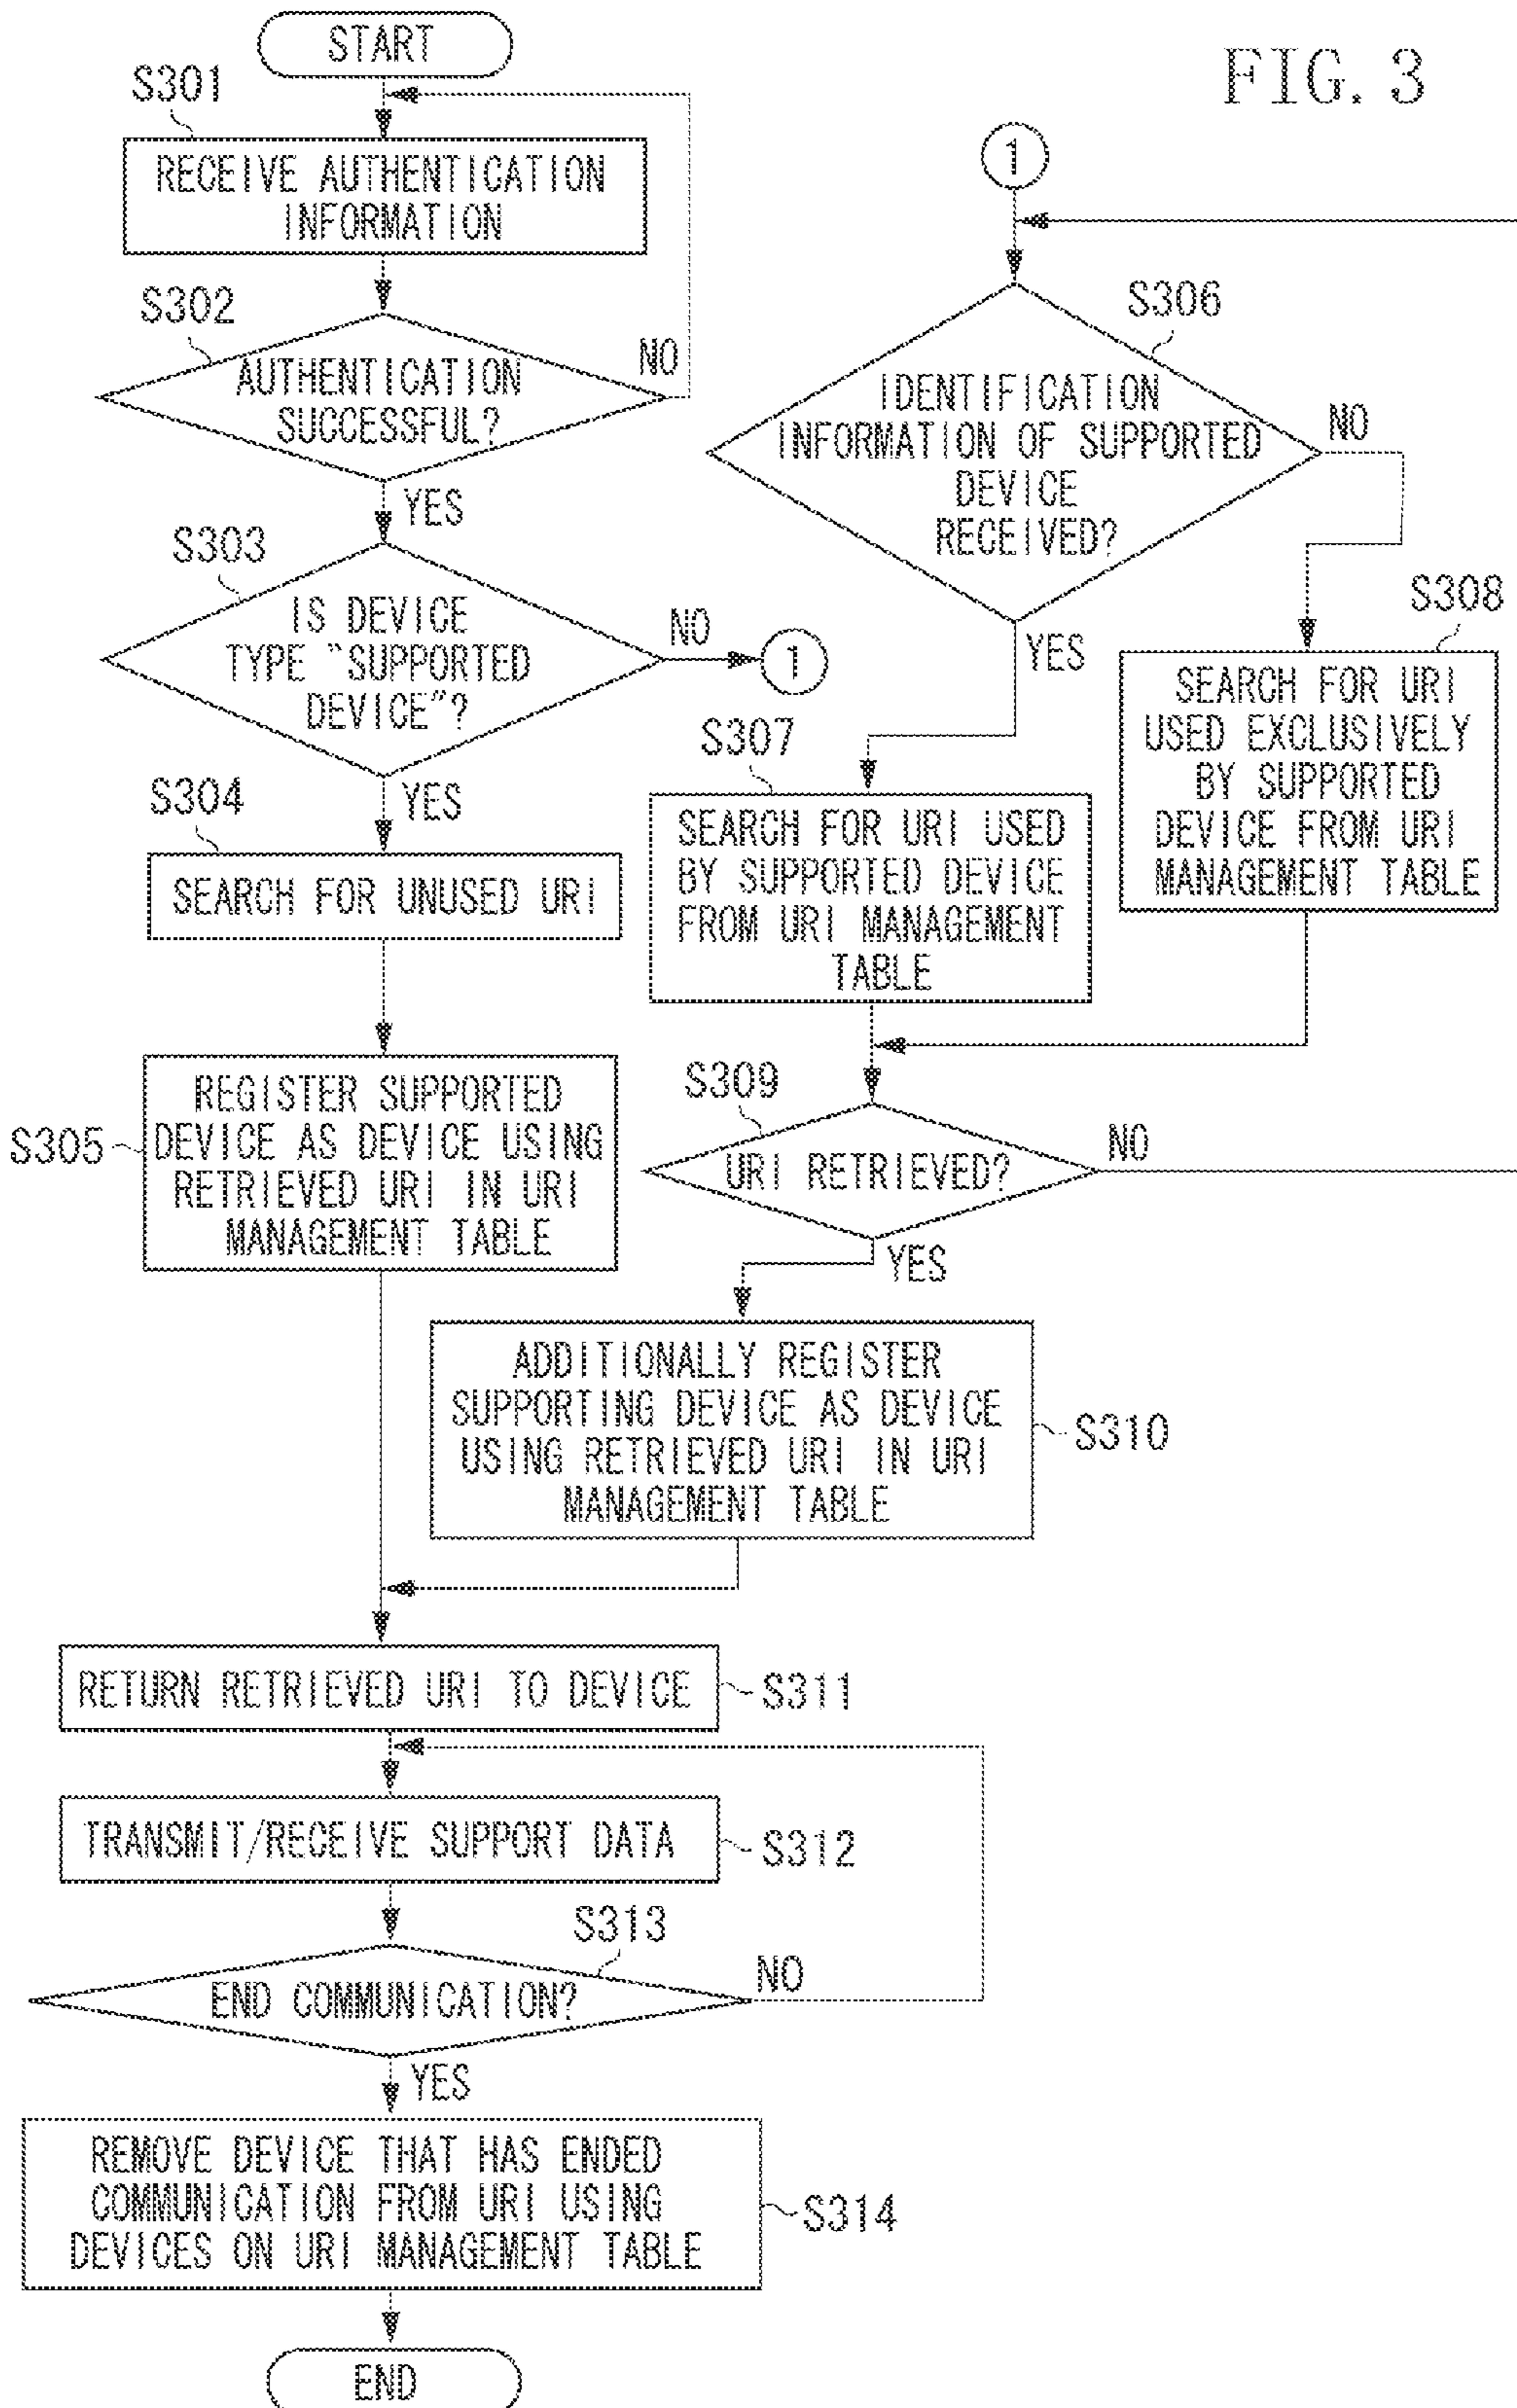 FIG. 3
START
S301
RECEIVE AUTHENTICATION
INFORMATION
S302
AUTHENTICATION
SUCCESSFUL?
NO
YES
S303
IS DEVICE
TYPE "SUPPORTED
DEVICE"?
NO
1
YES
S304
SEARCH FOR UNUSED URI
S305
REGISTER SUPPORTED
DEVICE AS DEVICE USING
RETRIEVED URI IN URI
MANAGEMENT TABLE
1
S306
IDENTIFICATION
INFORMATION OF SUPPORTED
DEVICE
RECEIVED?
NO
YES
S307
SEARCH FOR URI USED
BY SUPPORTED DEVICE
FROM URI MANAGEMENT
TABLE
S308
SEARCH FOR URI
USED EXCLUSIVELY
BY SUPPORTED
DEVICE FROM URI
MANAGEMENT TABLE
S309
URI RETRIEVED?
NO
YES
ADDITIONALLY REGISTER
SUPPORTING DEVICE AS DEVICE
USING RETRIEVED URI IN URI
MANAGEMENT TABLE
S310
RETURN RETRIEVED URI TO DEVICE
S311
TRANSMIT/RECEIVE SUPPORT DATA
S312
S313
END COMMUNICATION?
NO
YES
REMOVE DEVICE THAT HAS ENDED
COMMUNICATION FROM URI USING
DEVICES ON URI MANAGEMENT TABLE
S314
END